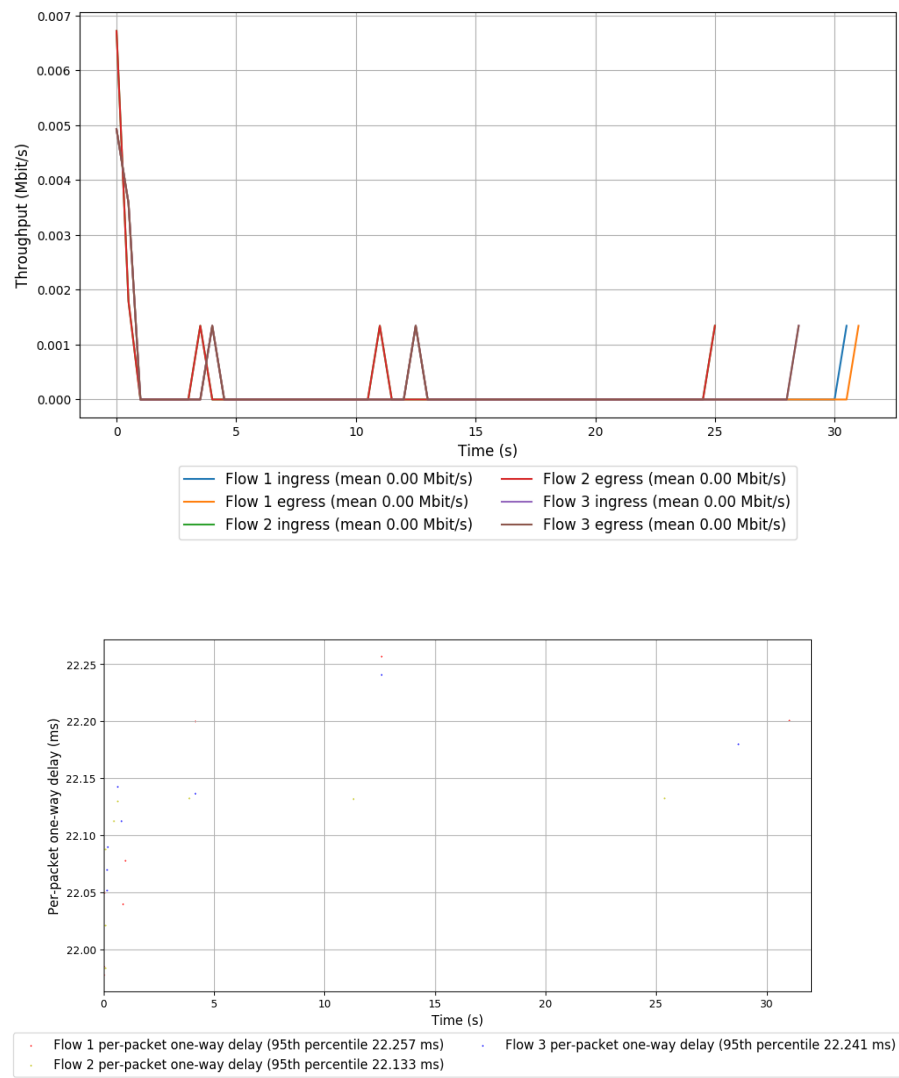 0.007
0.006
0.005
0.004
0.003
0.002
0.001
0.000
Throughput (Mbit/s)
0 5 10 15 20 25 30
Time (s)
Flow 1 ingress (mean 0.00 Mbit/s) Flow 2 egress (mean 0.00 Mbit/s)
Flow 1 egress (mean 0.00 Mbit/s) Flow 3 ingress (mean 0.00 Mbit/s)
Flow 2 ingress (mean 0.00 Mbit/s) Flow 3 egress (mean 0.00 Mbit/s)
22.25
22.20
22.15
22.10
22.05
22.00
Per-packet one-way delay (ms)
0 5 10 15 20 25 30
Time (s)
Flow 1 per-packet one-way delay (95th percentile 22.257 ms) Flow 3 per-packet one-way delay (95th percentile 22.241 ms)
Flow 2 per-packet one-way delay (95th percentile 22.133 ms)